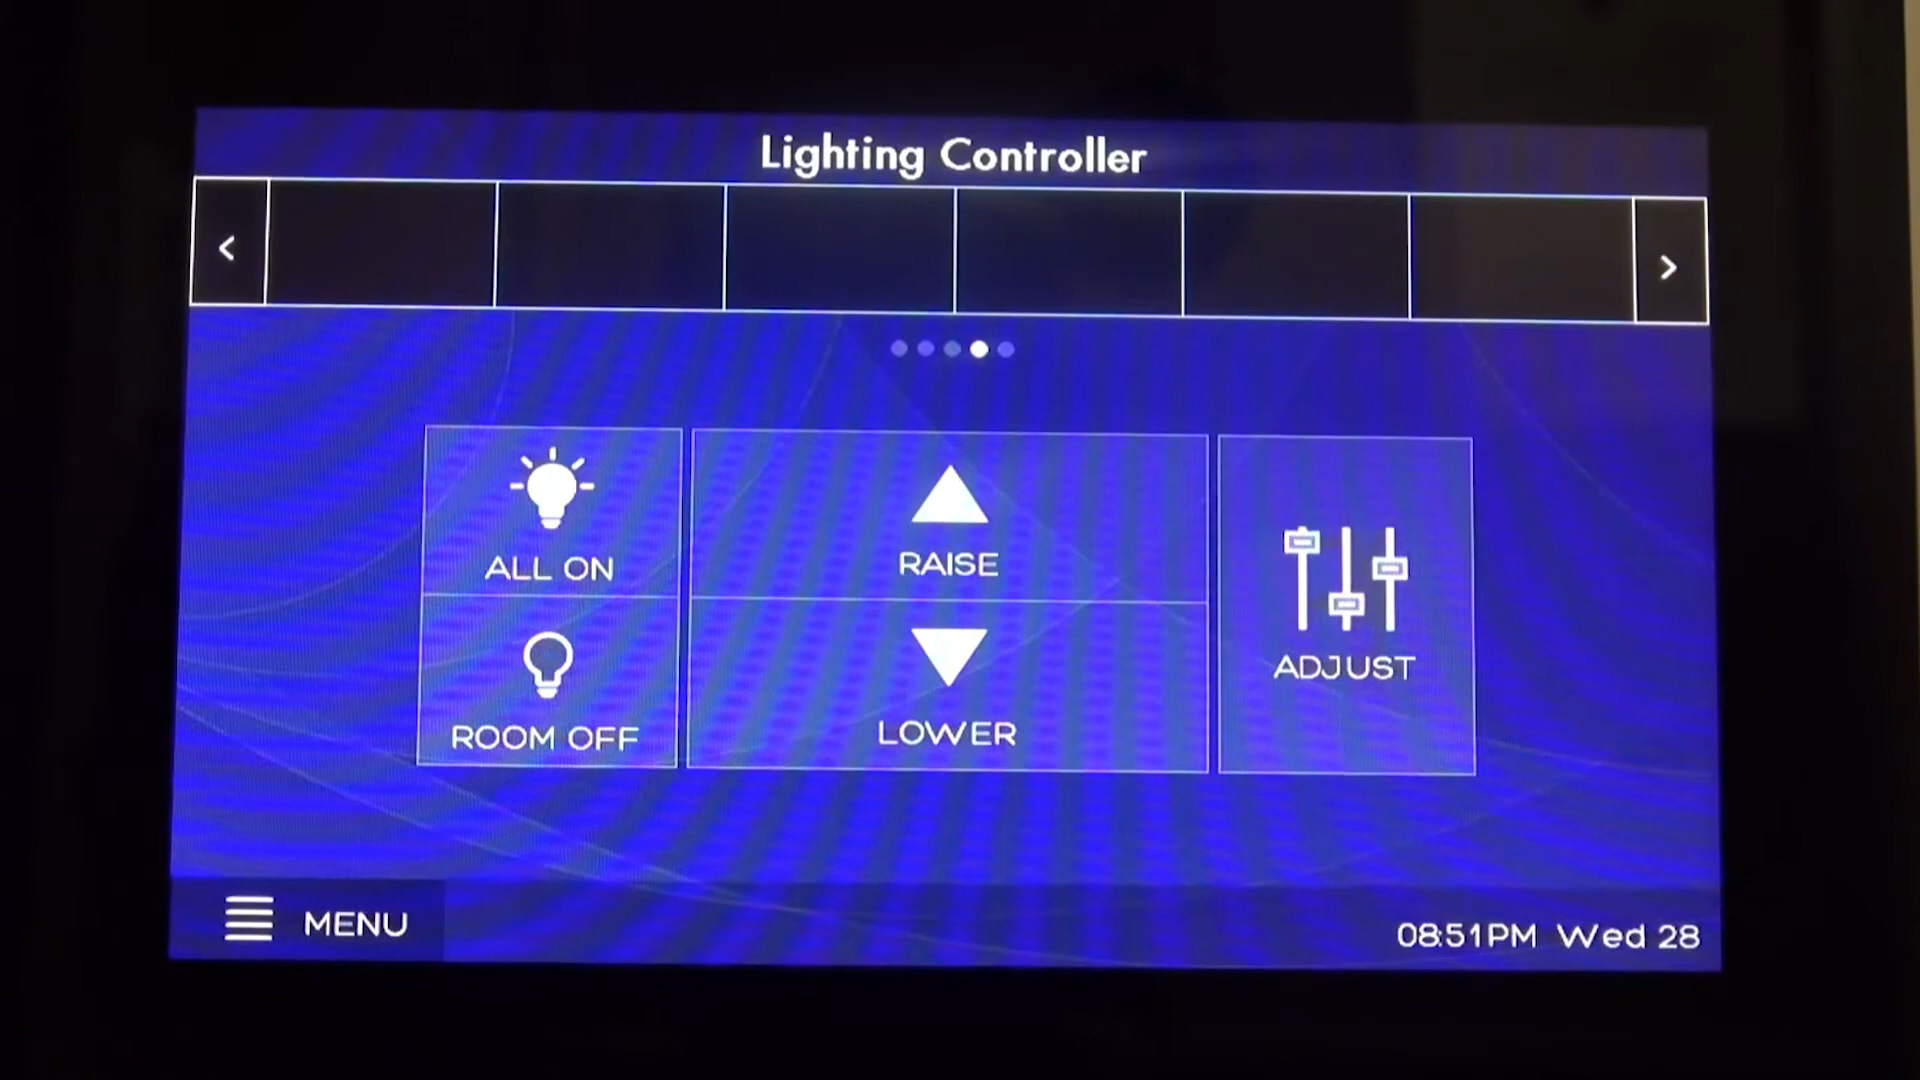 Lighting Controller
<
>
ALL ON
RAISE
ADJUST
ROOM OFF
LOWER
MENU
08:51PM Wed 28